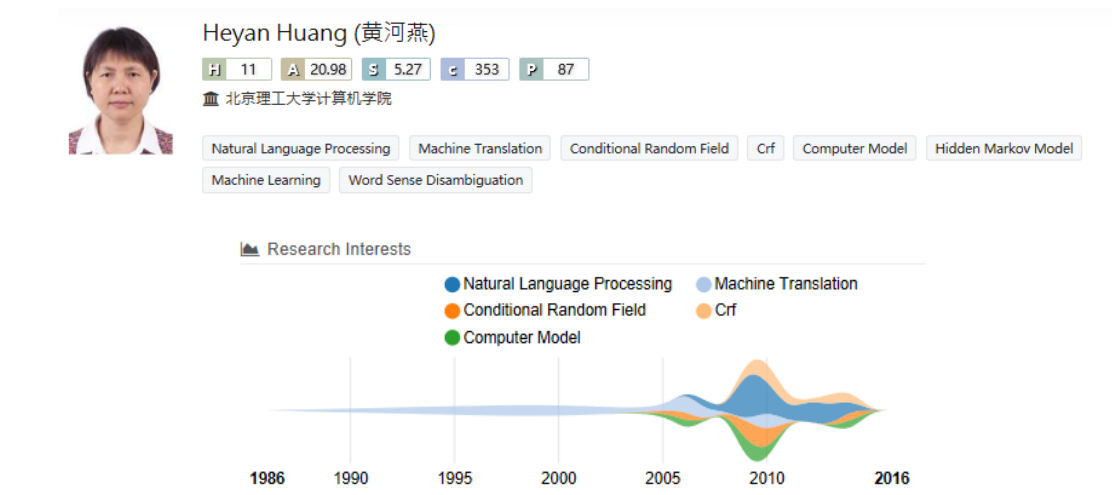 Heyan Huang (黄河燕)
H 11 A 20.98 S 5.27 c 353 P 87
北京理工大学计算机学院
Natural Language Processing Machine Translation Conditional Random Field Crf Computer Model Hidden Markov Model
Machine Learning Word Sense Disambiguation
Research Interests
Natural Language Processing Machine Translation
Conditional Random Field Crf
Computer Model
1986 1990 1995 2000 2005 2010 2016